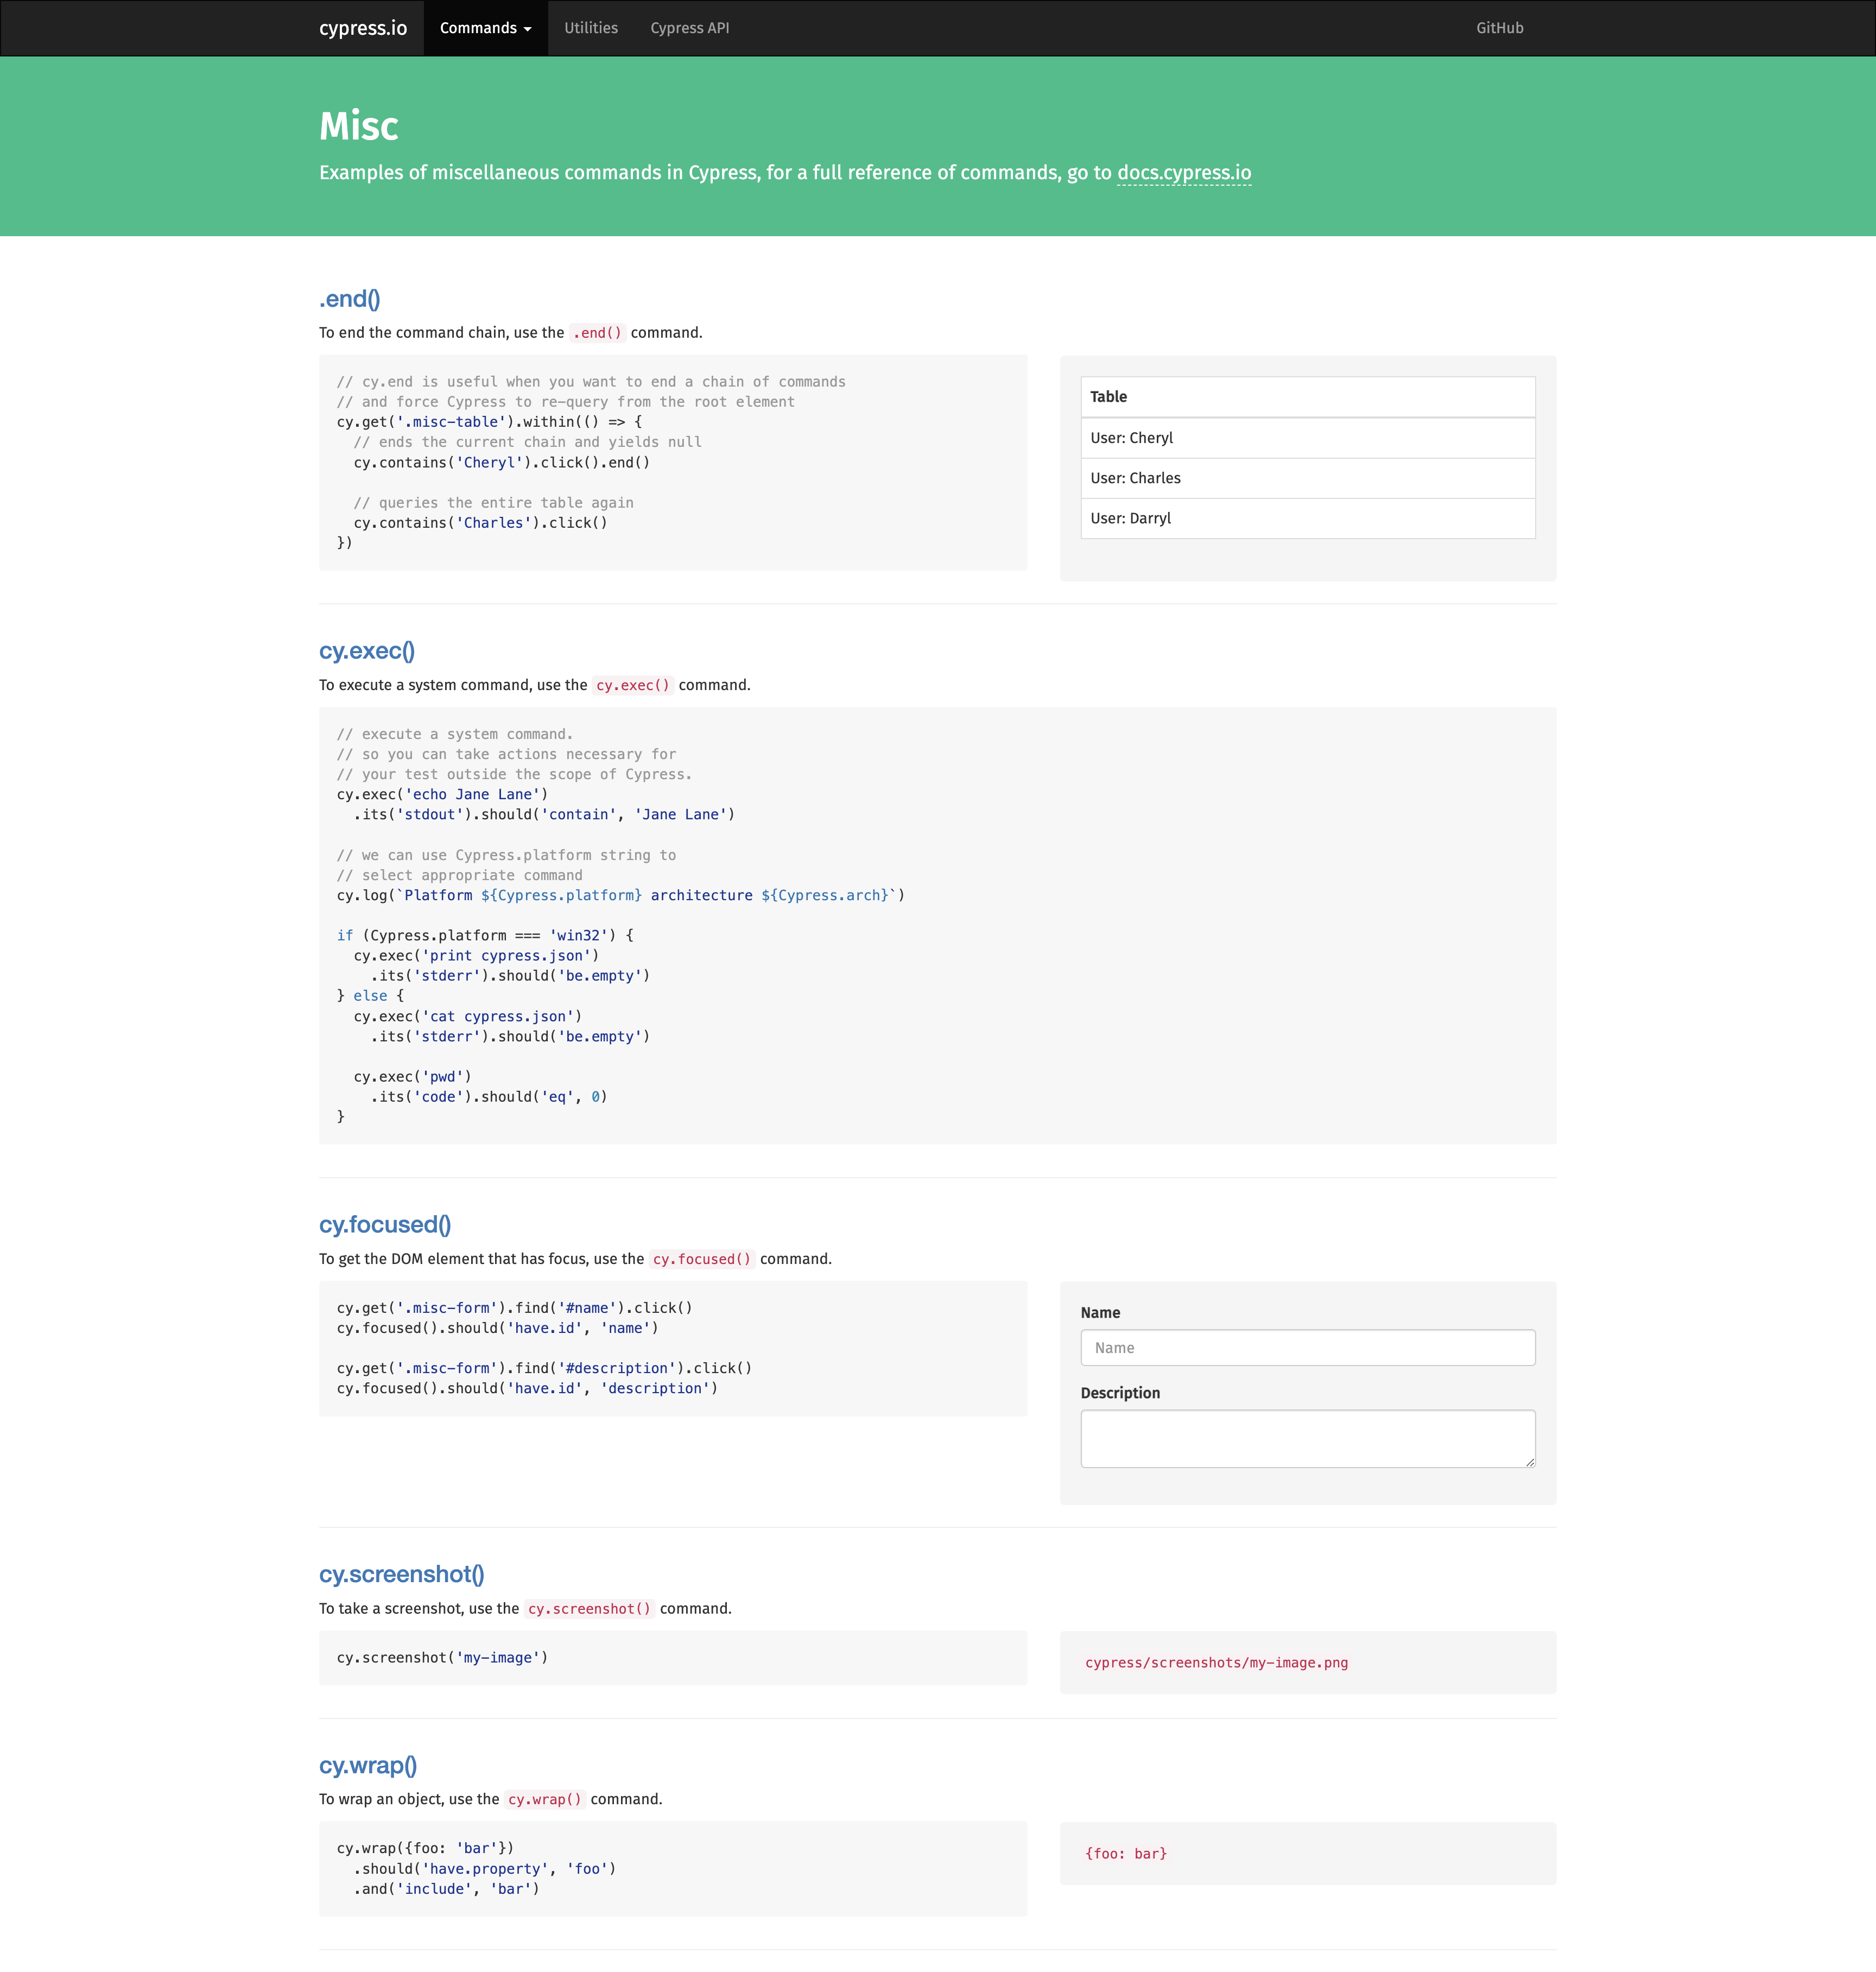 cypress.io Commands Utilities Cypress API GitHub
Misc
Examples of miscellaneous commands in Cypress, for a full reference of commands, go to docs.cypress.io
.end()
To end the command chain, use the .end() command.
// cy.end is useful when you want to end a chain of commands
// and force Cypress to re-query from the root element
cy.get('.misc-table').within(() => {
  // ends the current chain and yields null
  cy.contains('Cheryl').click().end()
  // queries the entire table again
  cy.contains('Charles').click()
})
Table
User: Cheryl
User: Charles
User: Darryl
cy.exec()
To execute a system command, use the cy.exec() command.
// execute a system command.
// so you can take actions necessary for
// your test outside the scope of Cypress.
cy.exec('echo Jane Lane')
  .its('stdout').should('contain', 'Jane Lane')
// we can use Cypress.platform string to
// select appropriate command
cy.log(`Platform ${Cypress.platform} architecture ${Cypress.arch}`)
if (Cypress.platform === 'win32') {
  cy.exec('print cypress.json')
    .its('stderr').should('be.empty')
} else {
  cy.exec('cat cypress.json')
    .its('stderr').should('be.empty')
  cy.exec('pwd')
    .its('code').should('eq', 0)
}
cy.focused()
To get the DOM element that has focus, use the cy.focused() command.
cy.get('.misc-form').find('#name').click()
cy.focused().should('have.id', 'name')
cy.get('.misc-form').find('#description').click()
cy.focused().should('have.id', 'description')
Name
Name
Description
cy.screenshot()
To take a screenshot, use the cy.screenshot() command.
cy.screenshot('my-image')
cypress/screenshots/my-image.png
cy.wrap()
To wrap an object, use the cy.wrap() command.
cy.wrap({foo: 'bar'})
  .should('have.property', 'foo')
  .and('include', 'bar')
{foo: bar}